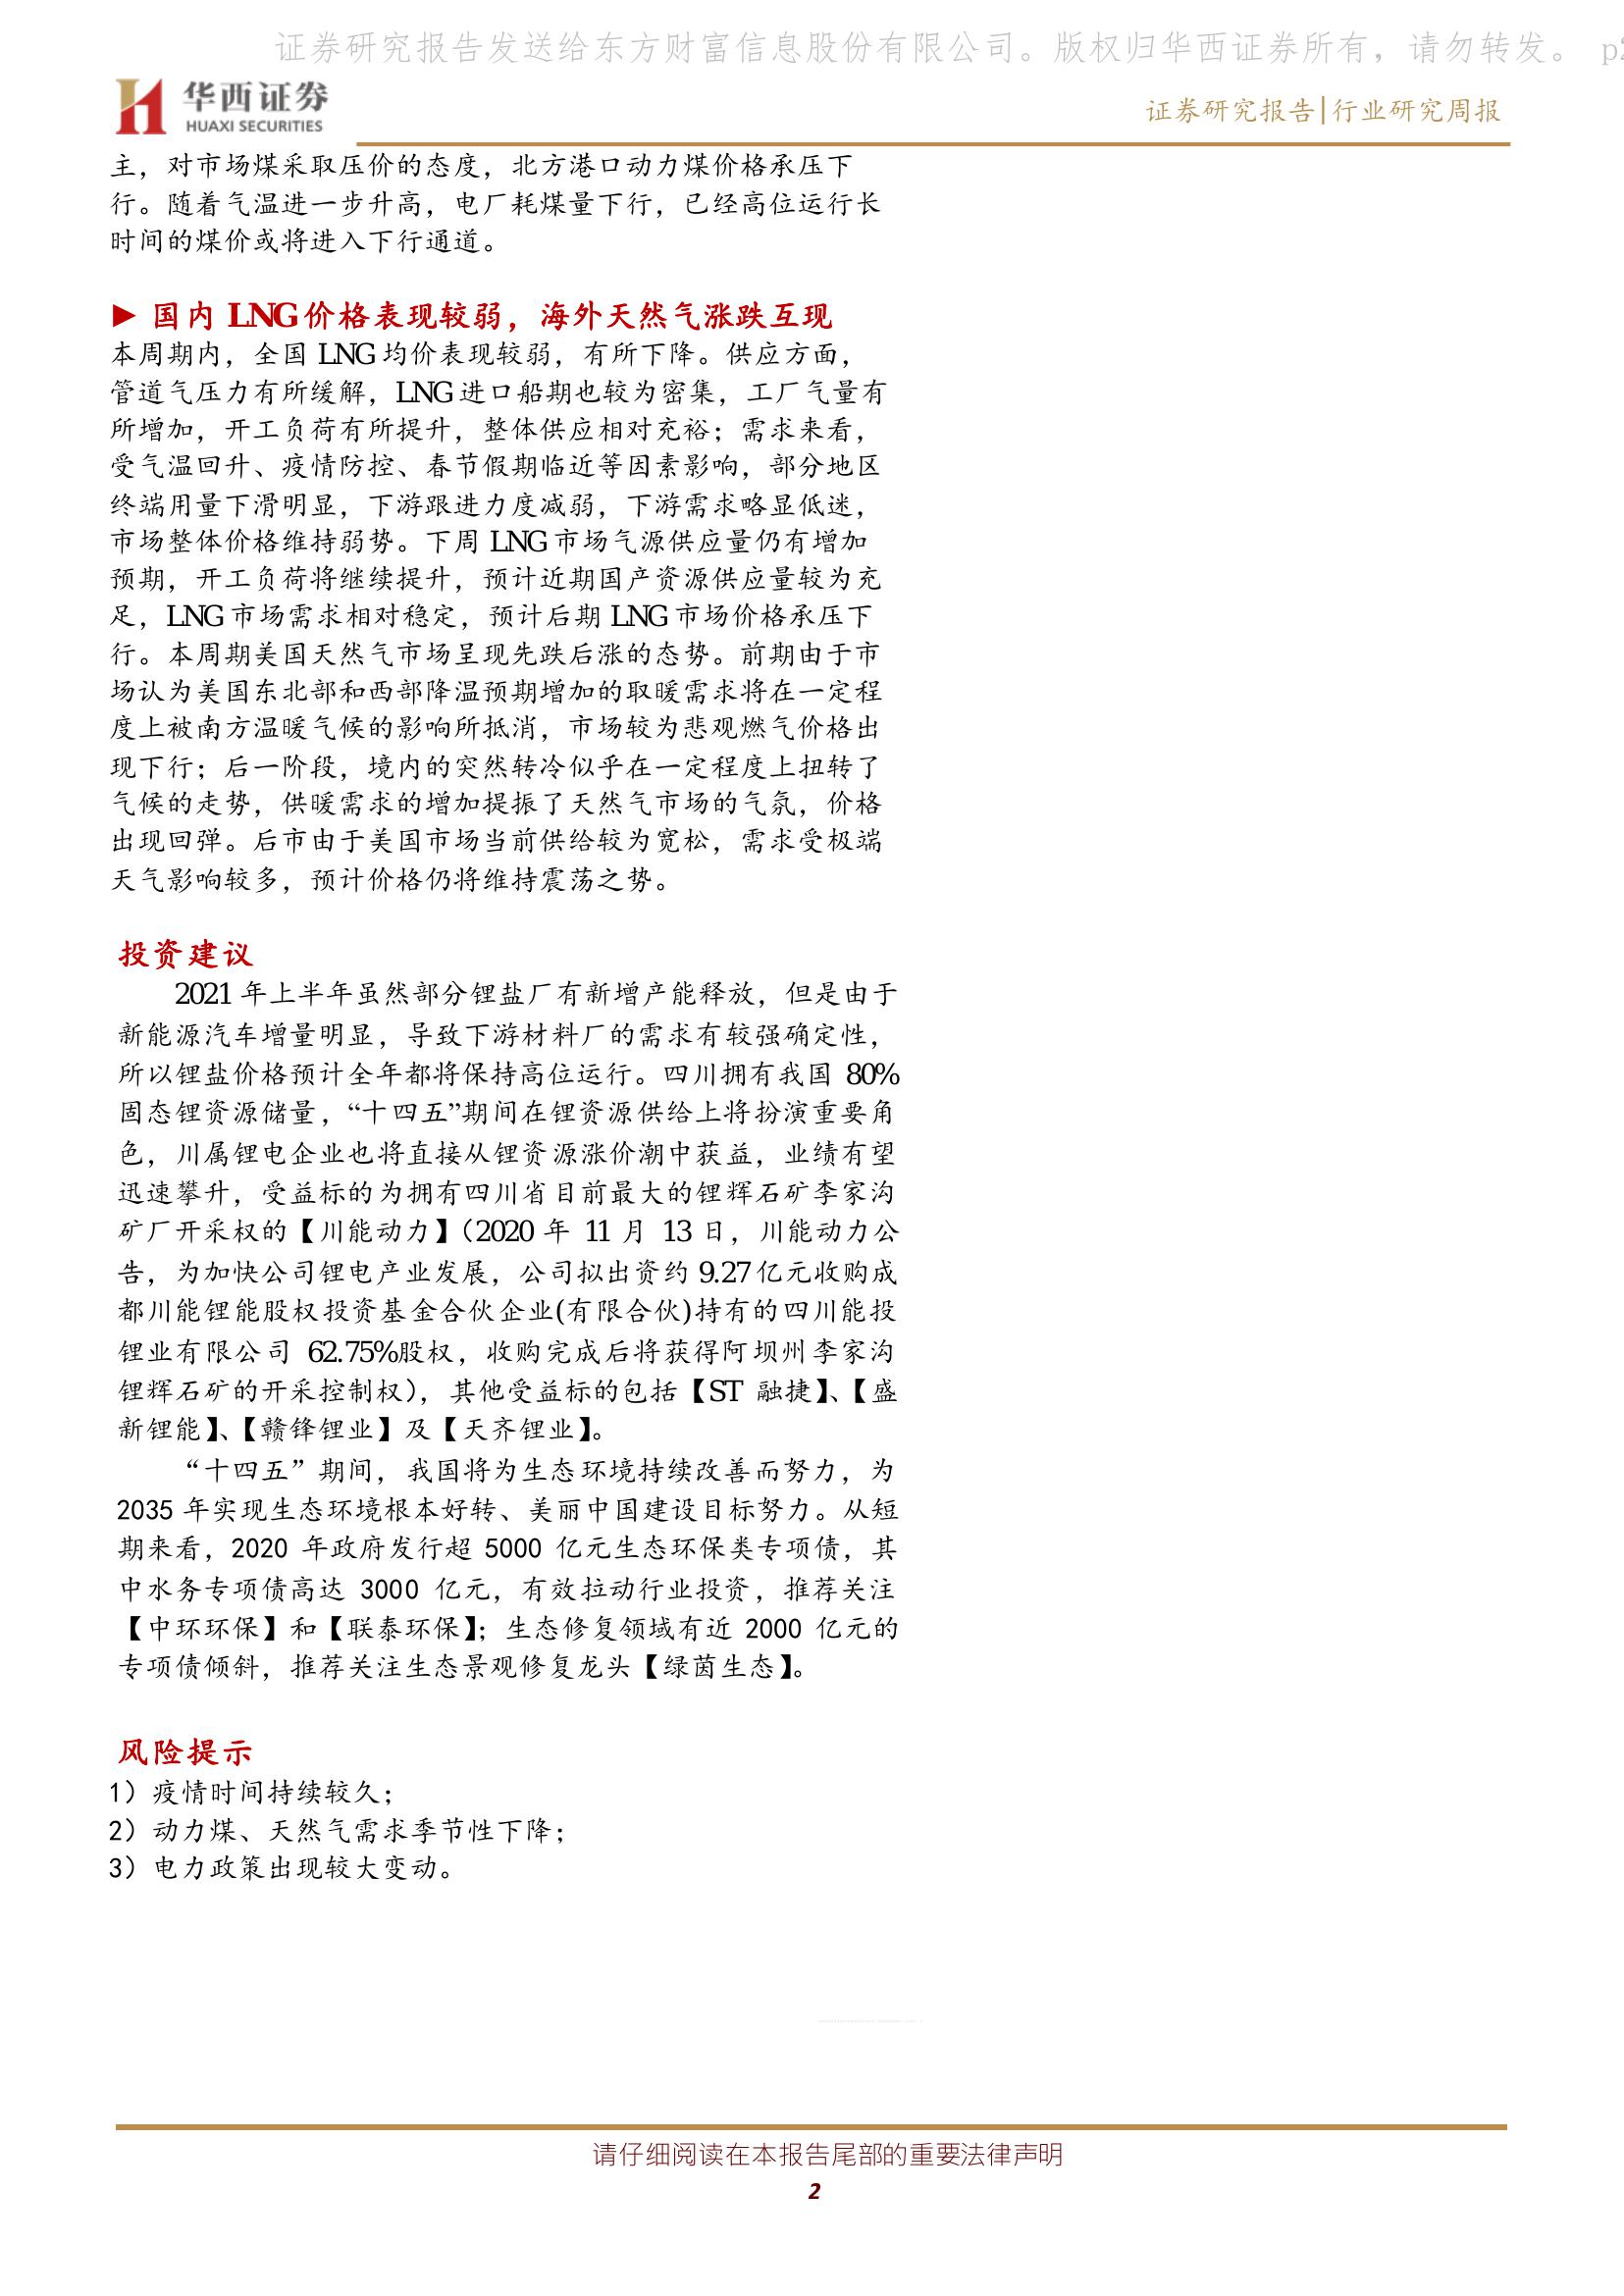 证券研究报告发送给东方财富信息股份有限公司。版权归华西证券所有，请勿转发。 p2
华西证券
HUAXI SECURITIES
证券研究报告|行业研究周报
主，对市场煤采取压价的态度，北方港口动力煤价格承压下
行。随着气温进一步升高，电厂耗煤量下行，已经高位运行长
时间的煤价或将进入下行通道。
► 国内 LNG 价格表现较弱，海外天然气涨跌互现
本周期内，全国 LNG 均价表现较弱，有所下降。供应方面，
管道气压力有所缓解，LNG 进口船期也较为密集，工厂气量有
所增加，开工负荷有所提升，整体供应相对充裕；需求来看，
受气温回升、疫情防控、春节假期临近等因素影响，部分地区
终端用量下滑明显，下游跟进力度减弱，下游需求略显低迷，
市场整体价格维持弱势。下周 LNG 市场气源供应量仍有增加
预期，开工负荷将继续提升，预计近期国产资源供应量较为充
足，LNG 市场需求相对稳定，预计后期 LNG 市场价格承压下
行。本周期美国天然气市场呈现先跌后涨的态势。前期由于市
场认为美国东北部和西部降温预期增加的取暖需求将在一定程
度上被南方温暖气候的影响所抵消，市场较为悲观燃气价格出
现下行；后一阶段，境内的突然转冷似乎在一定程度上扭转了
气候的走势，供暖需求的增加提振了天然气市场的气氛，价格
出现回弹。后市由于美国市场当前供给较为宽松，需求受极端
天气影响较多，预计价格仍将维持震荡之势。
投资建议
2021 年上半年虽然部分锂盐厂有新增产能释放，但是由于
新能源汽车增量明显，导致下游材料厂的需求有较强确定性，
所以锂盐价格预计全年都将保持高位运行。四川拥有我国 80%
固态锂资源储量，“十四五”期间在锂资源供给上将扮演重要角
色，川属锂电企业也将直接从锂资源涨价潮中获益，业绩有望
迅速攀升，受益标的为拥有四川省目前最大的锂辉石矿李家沟
矿厂开采权的【川能动力】（2020 年 11 月 13 日，川能动力公
告，为加快公司锂电产业发展，公司拟出资约 9.27 亿元收购成
都川能锂能股权投资基金合伙企业(有限合伙)持有的四川能投
锂业有限公司 62.75%股权，收购完成后将获得阿坝州李家沟
锂辉石矿的开采控制权），其他受益标的包括【ST 融捷】、【盛
新锂能】、【赣锋锂业】及【天齐锂业】。
“十四五”期间，我国将为生态环境持续改善而努力，为
2035 年实现生态环境根本好转、美丽中国建设目标努力。从短
期来看，2020 年政府发行超 5000 亿元生态环保类专项债，其
中水务专项债高达 3000 亿元，有效拉动行业投资，推荐关注
【中环环保】和【联泰环保】；生态修复领域有近 2000 亿元的
专项债倾斜，推荐关注生态景观修复龙头【绿茵生态】。
风险提示
1）疫情时间持续较久；
2）动力煤、天然气需求季节性下降；
3）电力政策出现较大变动。
请仔细阅读在本报告尾部的重要法律声明
2